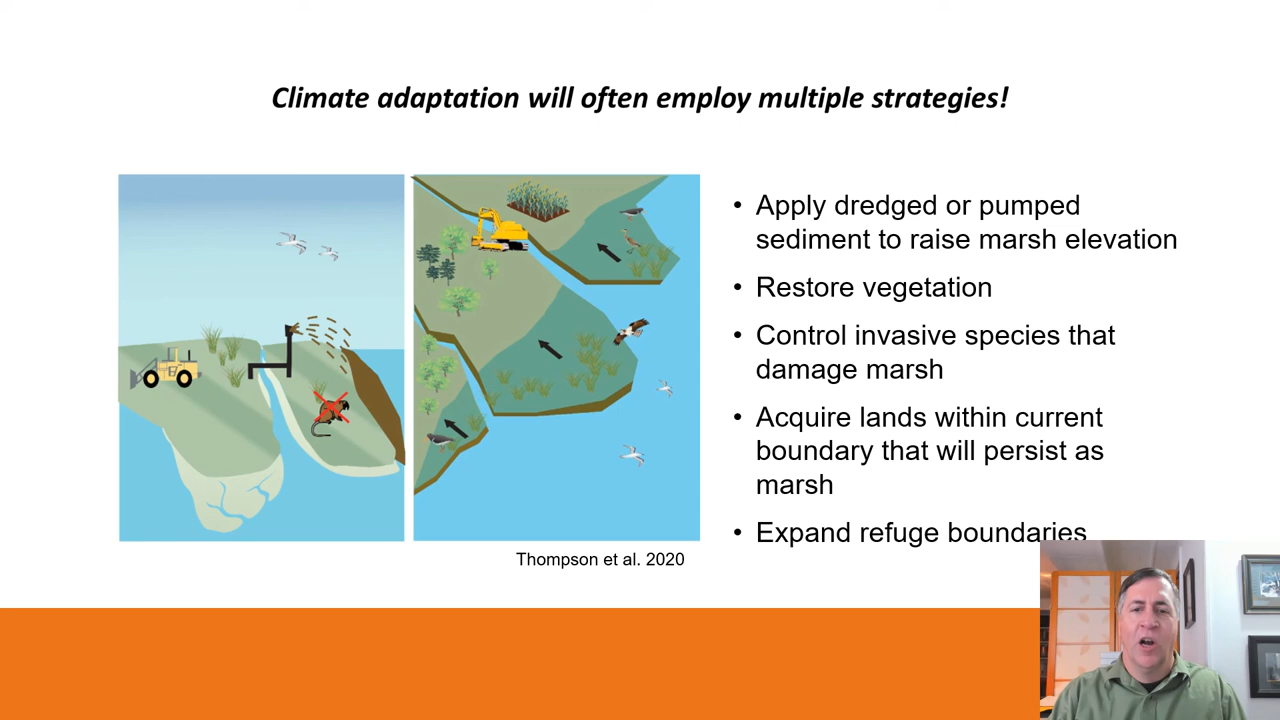 Climate adaptation will often employ multiple strategies!
• Apply dredged or pumped
sediment to raise marsh elevation
• Restore vegetation
• Control invasive species that
damage marsh
• Acquire lands within current
boundary that will persist as
marsh
• Expand refuge boundaries
Thompson et al. 2020